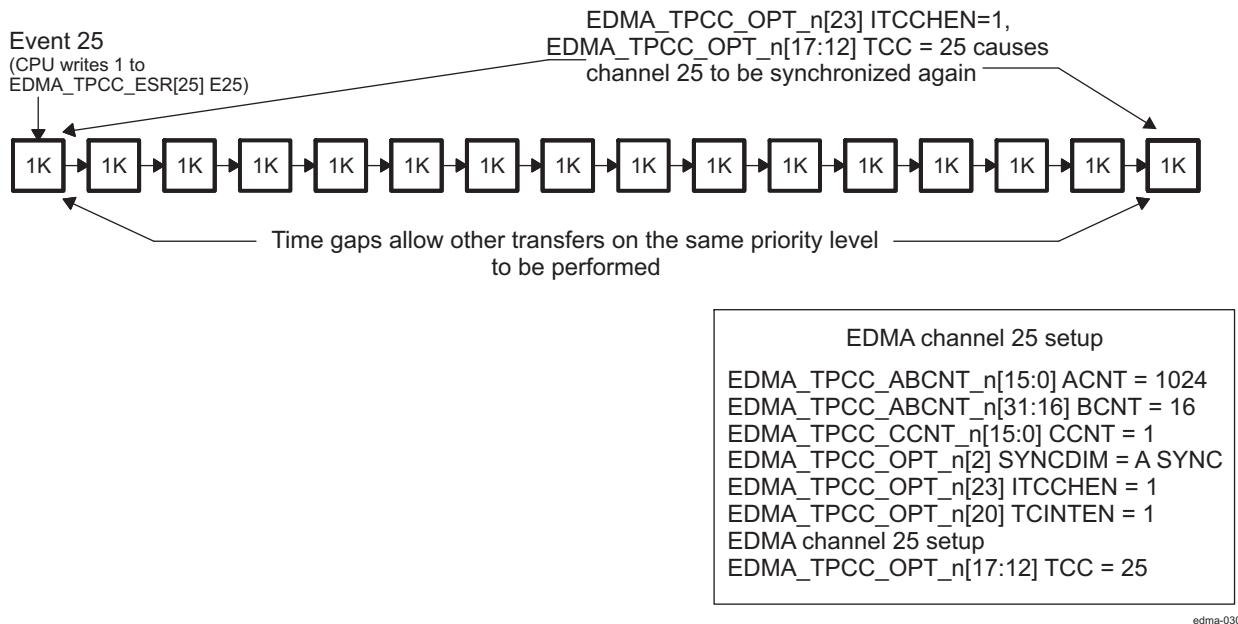 Event 25
(CPU writes 1 to
EDMA_TPCC_ESR[25] E25)
EDMA_TPCC_OPT_n[23] ITCCHEN=1,
EDMA_TPCC_OPT_n[17:12] TCC = 25 causes
channel 25 to be synchronized again
1K 1K 1K 1K 1K 1K 1K 1K 1K 1K 1K 1K 1K 1K 1K 1K
Time gaps allow other transfers on the same priority level
to be performed
EDMA channel 25 setup
EDMA_TPCC_ABCNT_n[15:0] ACNT = 1024
EDMA_TPCC_ABCNT_n[31:16] BCNT = 16
EDMA_TPCC_CCNT_n[15:0] CCNT = 1
EDMA_TPCC_OPT_n[2] SYNCDIM = A SYNC
EDMA_TPCC_OPT_n[23] ITCCHEN = 1
EDMA_TPCC_OPT_n[20] TCINTEN = 1
EDMA channel 25 setup
EDMA_TPCC_OPT_n[17:12] TCC = 25
edma-030